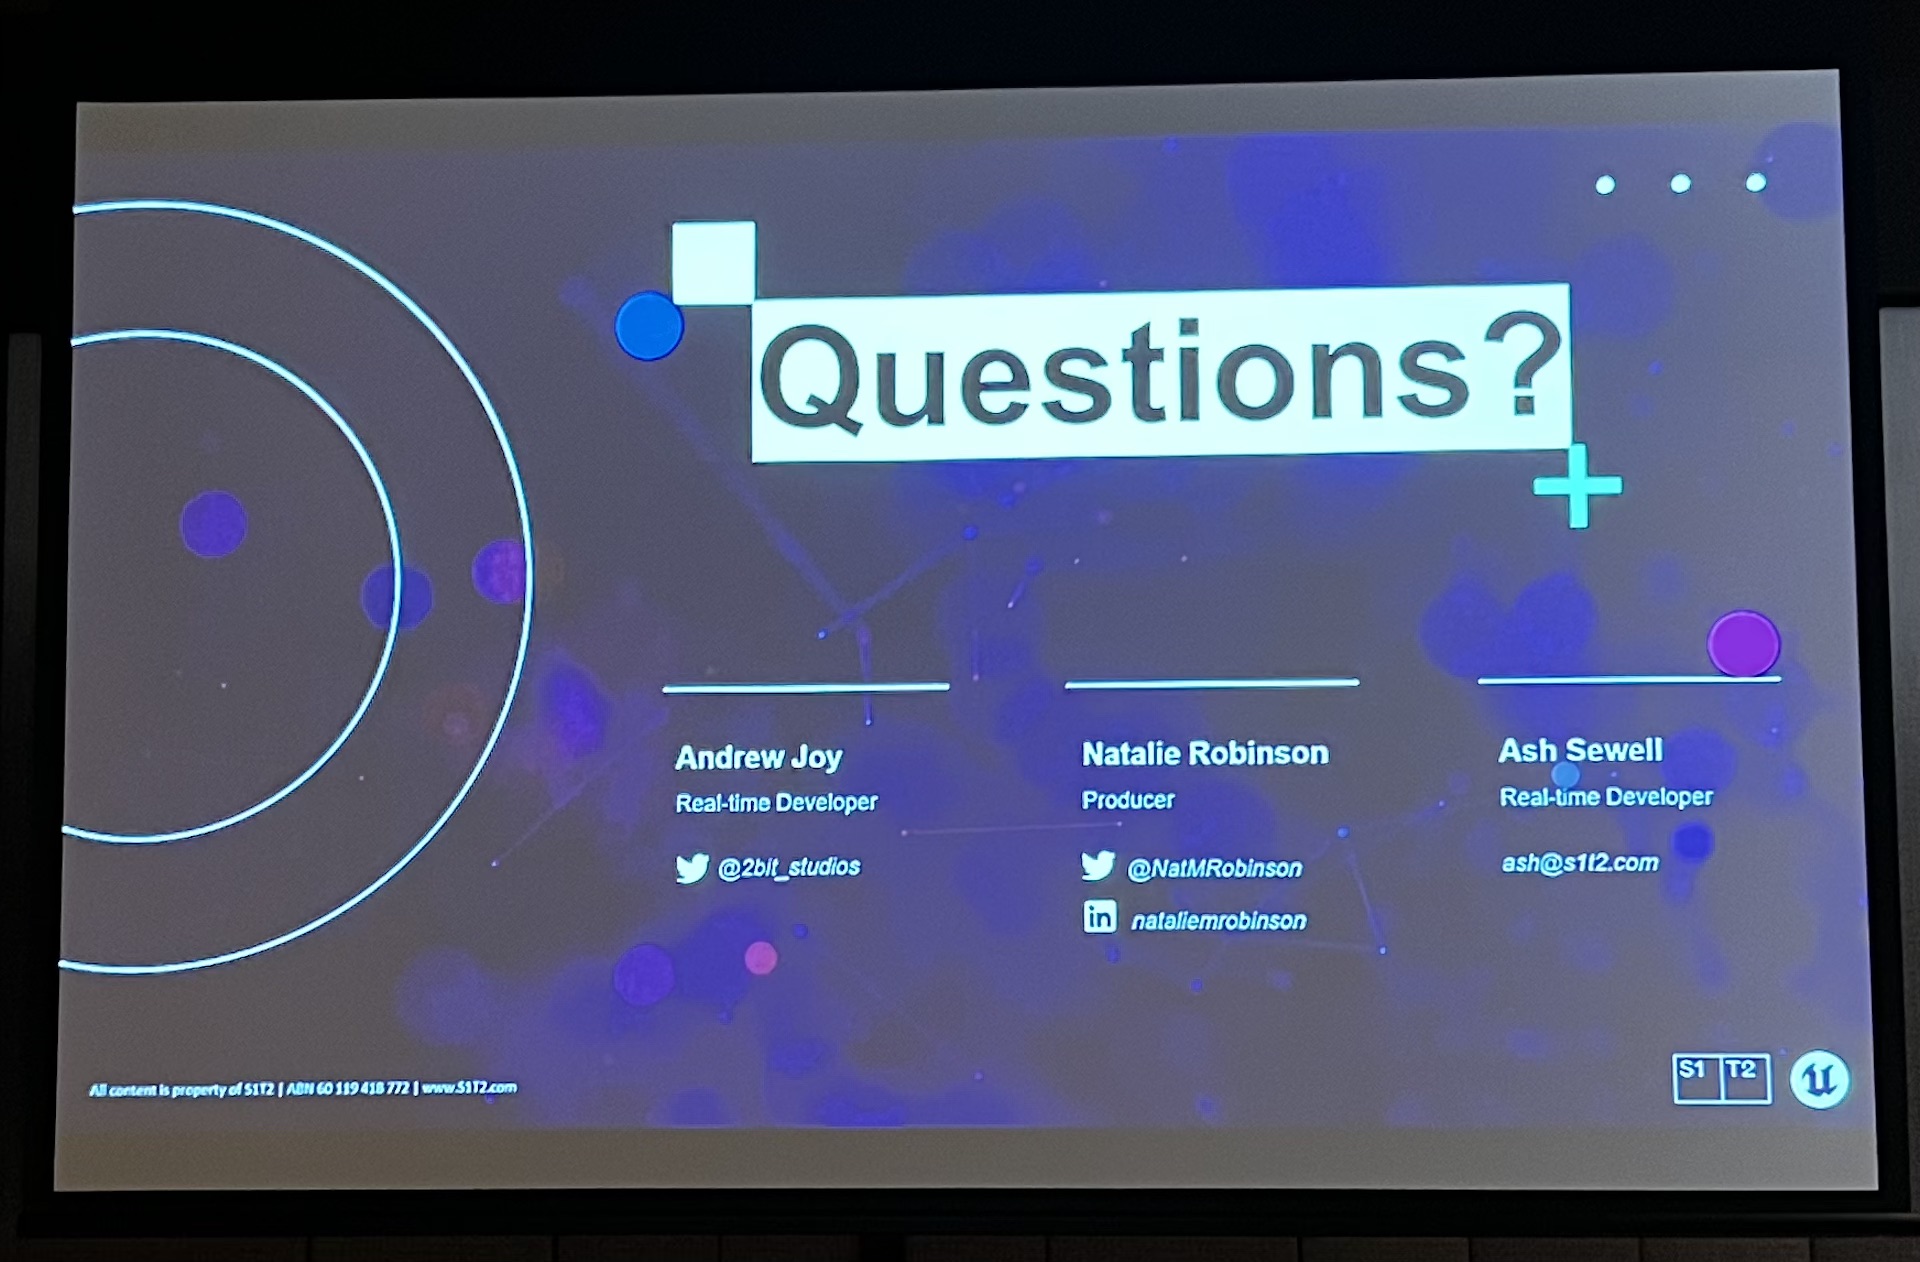 Questions?
Andrew Joy
Real-time Developer
@2bit_studios
Natalie Robinson
Producer
@NatMRobinson
in nataliemrobinson
Ash Sewell
Real-time Developer
ash@s1t2.com
All content is property of S1T2 | ABN 60 119 418 772 | www.S1T2.com
S1 T2